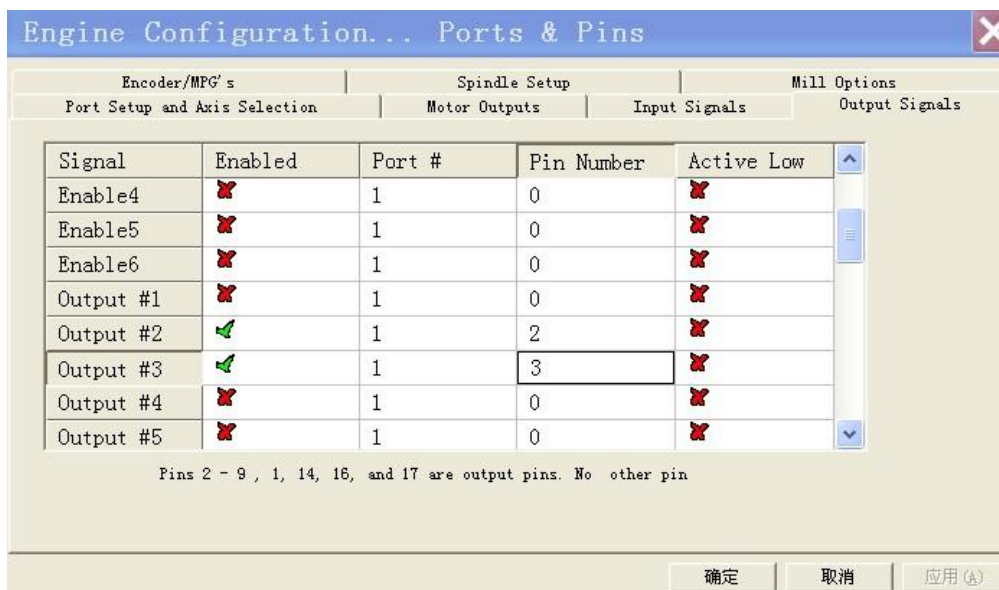 Engine Configuration... Ports & Pins
Encoder/MPG's Spindle Setup Mill Options
Port Setup and Axis Selection Motor Outputs Input Signals Output Signals
Signal Enabled Port # Pin Number Active Low
Enable4 1 0
Enable5 1 0
Enable6 1 0
Output #1 1 0
Output #2 1 2
Output #3 1 3
Output #4 1 0
Output #5 1 0
Pins 2 - 9 , 1, 14, 16, and 17 are output pins. No other pin
确定 取消 应用(A)